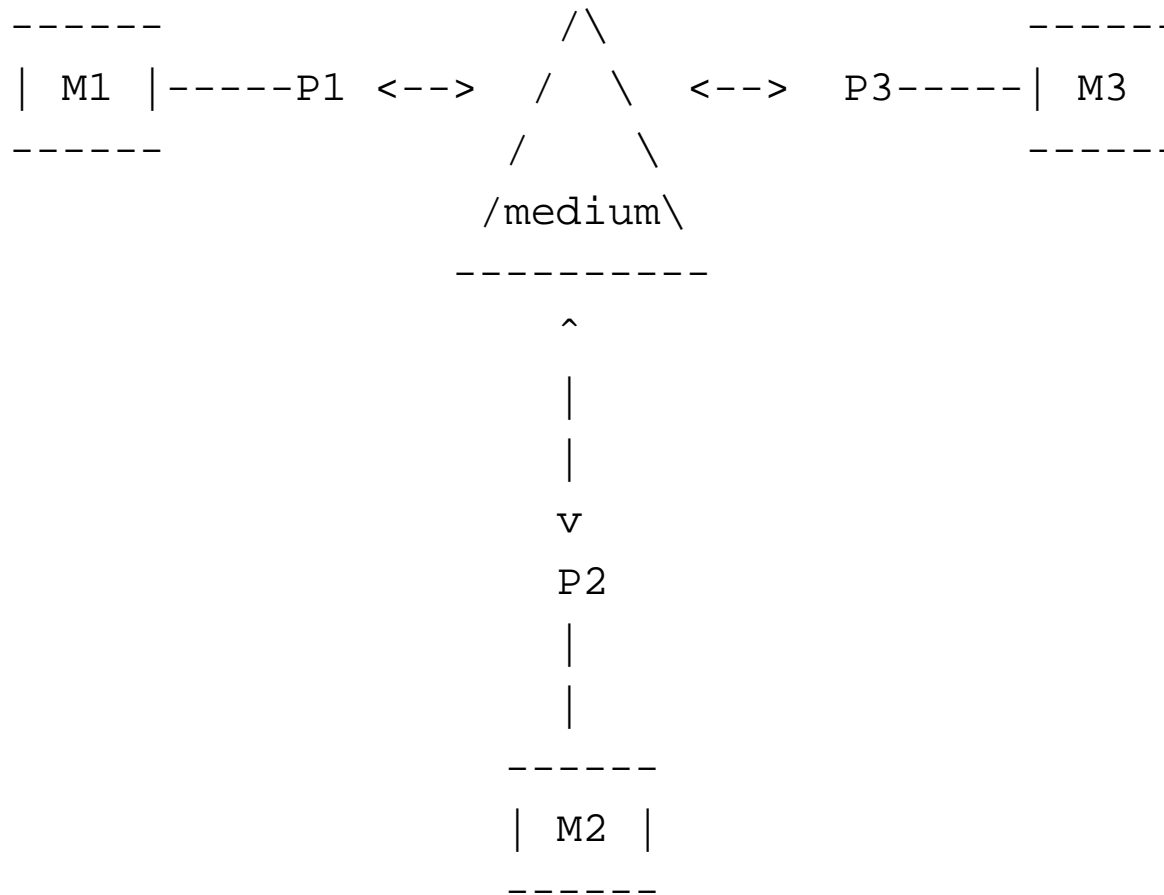 ------          /\                ------
| M1 |-----P1 <-->  /  \  <-->  P3-----| M3
------             /    \              ------
/medium\
----------
^
|
|
v
P2
|
|
------
| M2 |
------